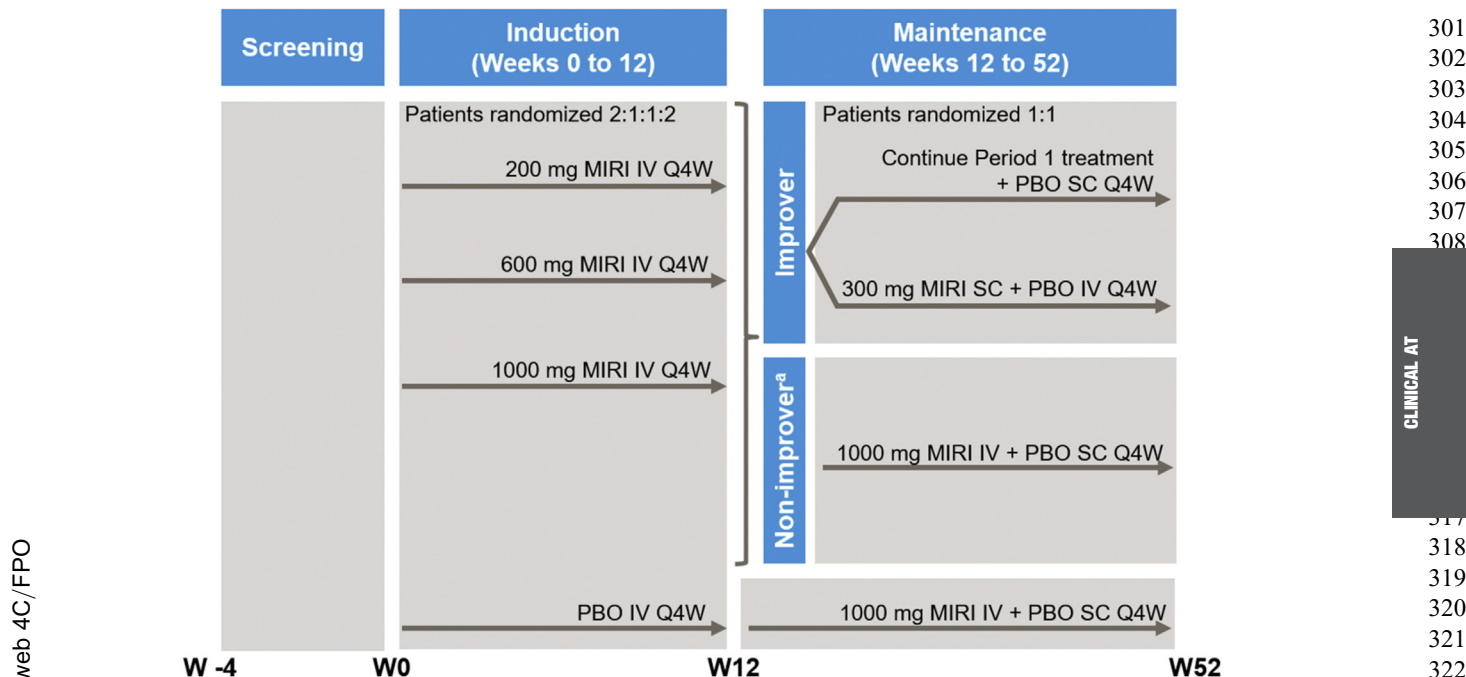 Screening
Induction
(Weeks 0 to 12)
Maintenance
(Weeks 12 to 52)
Patients randomized 2:1:1:2
200 mg MIRI IV Q4W
600 mg MIRI IV Q4W
1000 mg MIRI IV Q4W
PBO IV Q4W
Improver
Patients randomized 1:1
Continue Period 1 treatment
+ PBO SC Q4W
300 mg MIRI SC + PBO IV Q4W
Non-improverᵃ
1000 mg MIRI IV + PBO SC Q4W
1000 mg MIRI IV + PBO SC Q4W
W -4
W0
W12
W52
web 4C/FPO
301
302
303
304
305
306
307
308
CLINICAL AT
317
318
319
320
321
322